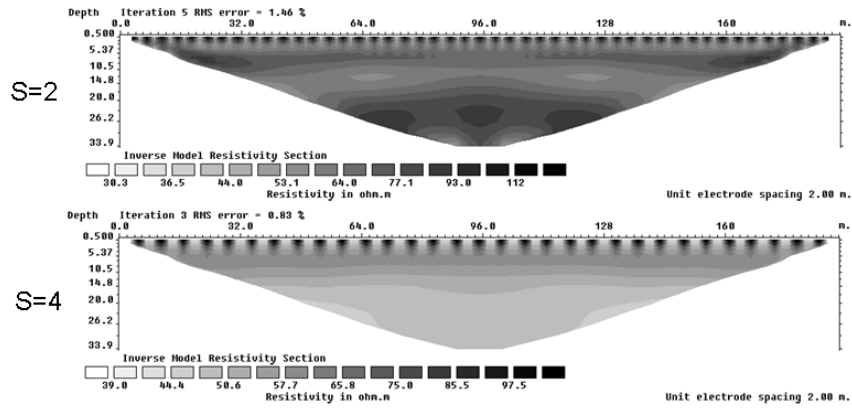 Depth Iteration 5 RMS error = 1.46 %
0.0 32.0 64.0 96.0 128 160 m.
0.500
5.37
10.5
14.8
20.0
26.2
33.9
S=2
Inverse Model Resistivity Section
30.3 36.5 44.0 53.1 64.0 77.1 93.0 112
Resistivity in ohm.m
Unit electrode spacing 2.00 m.
Depth Iteration 3 RMS error = 0.83 %
0.0 32.0 64.0 96.0 128 160 m.
0.500
5.37
10.5
14.8
20.0
26.2
33.9
S=4
Inverse Model Resistivity Section
39.0 44.4 50.6 57.7 65.8 75.0 85.5 97.5
Resistivity in ohm.m
Unit electrode spacing 2.00 m.